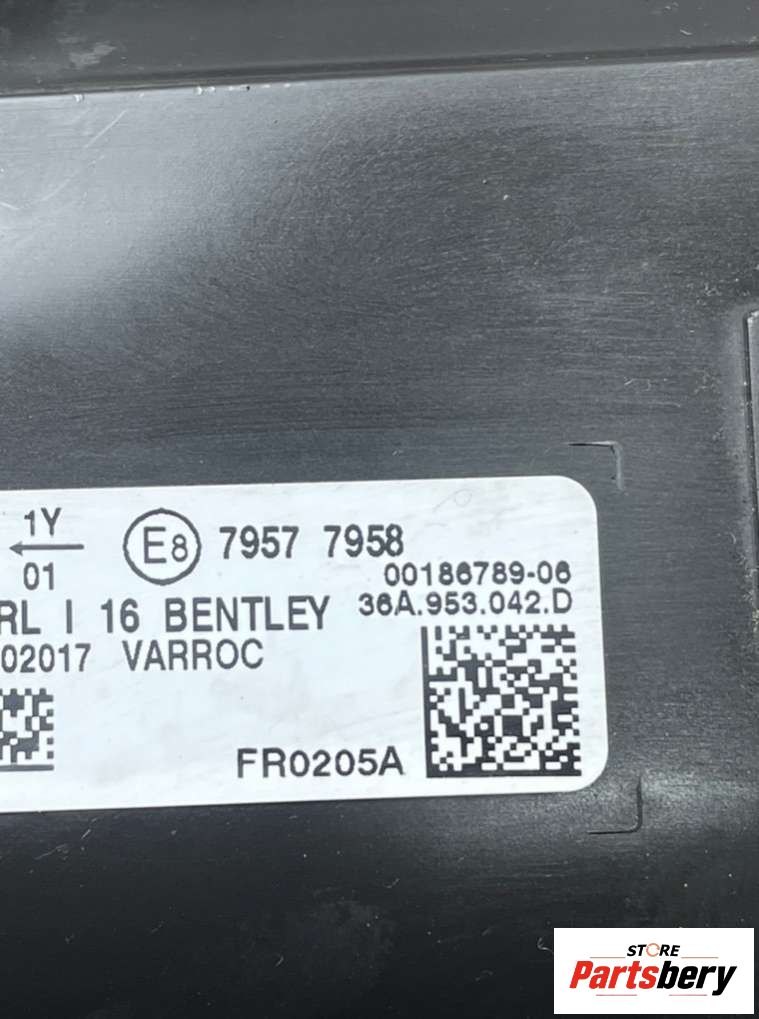 1Y
01
E8 7957 7958
00186789-06
RL I 16 BENTLEY 36A.953.042.D
02017 VARROC
FR0205A
STORE
Partsbery